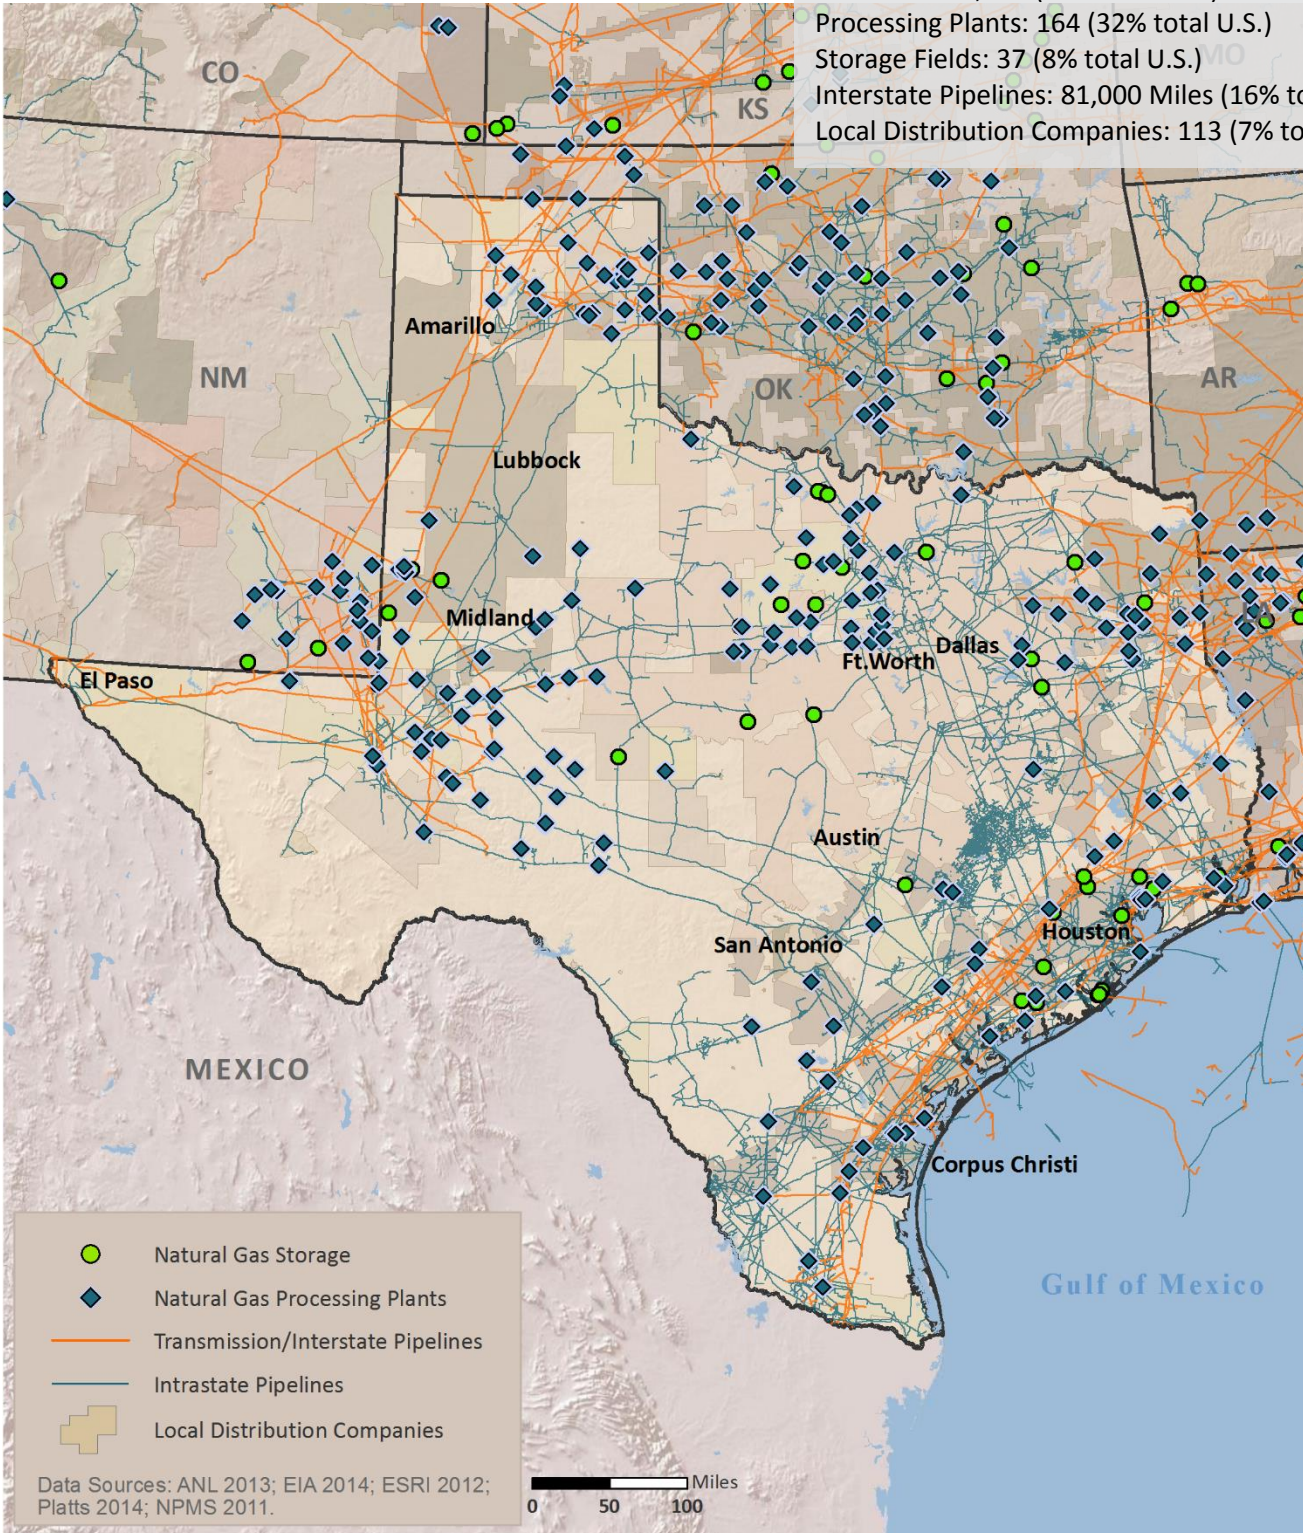 Processing Plants: 164 (32% total U.S.)
Storage Fields: 37 (8% total U.S.)
Interstate Pipelines: 81,000 Miles (16% to
Local Distribution Companies: 113 (7% to
CO
KS
MO
Amarillo
NM
OK
AR
Lubbock
LA
Midland
Dallas
Ft.Worth
El Paso
Austin
Houston
San Antonio
MEXICO
Corpus Christi
Gulf of Mexico
Natural Gas Storage
Natural Gas Processing Plants
Transmission/Interstate Pipelines
Intrastate Pipelines
Local Distribution Companies
Data Sources: ANL 2013; EIA 2014; ESRI 2012;
Platts 2014; NPMS 2011.
Miles
0 50 100